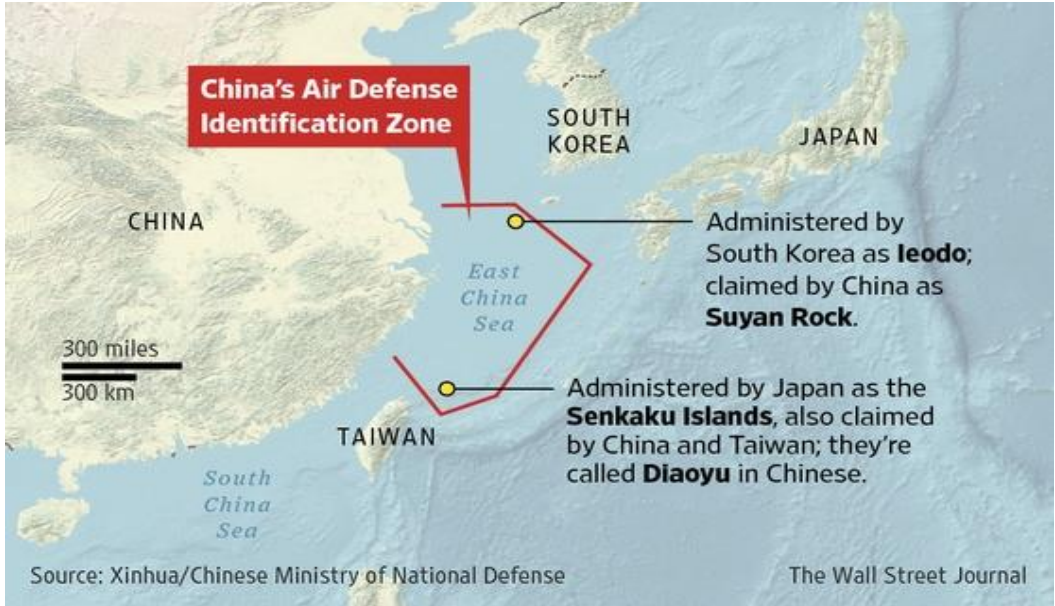 China's Air Defense
Identification Zone
SOUTH
KOREA
JAPAN
CHINA
Administered by
South Korea as Ieodo;
claimed by China as
Suyan Rock.
East
China
Sea
300 miles
300 km
Administered by Japan as the
Senkaku Islands, also claimed
by China and Taiwan; they're
called Diaoyu in Chinese.
TAIWAN
South
China
Sea
Source: Xinhua/Chinese Ministry of National Defense
The Wall Street Journal